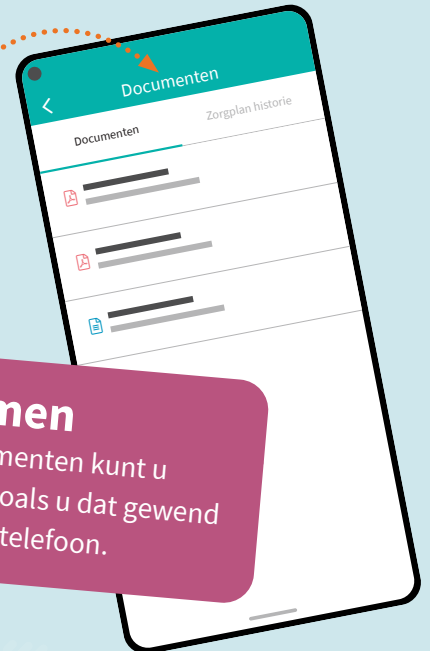 Documenten
Documenten
Zorgplan historie
men
menten kunt u
oals u dat gewend
telefoon.